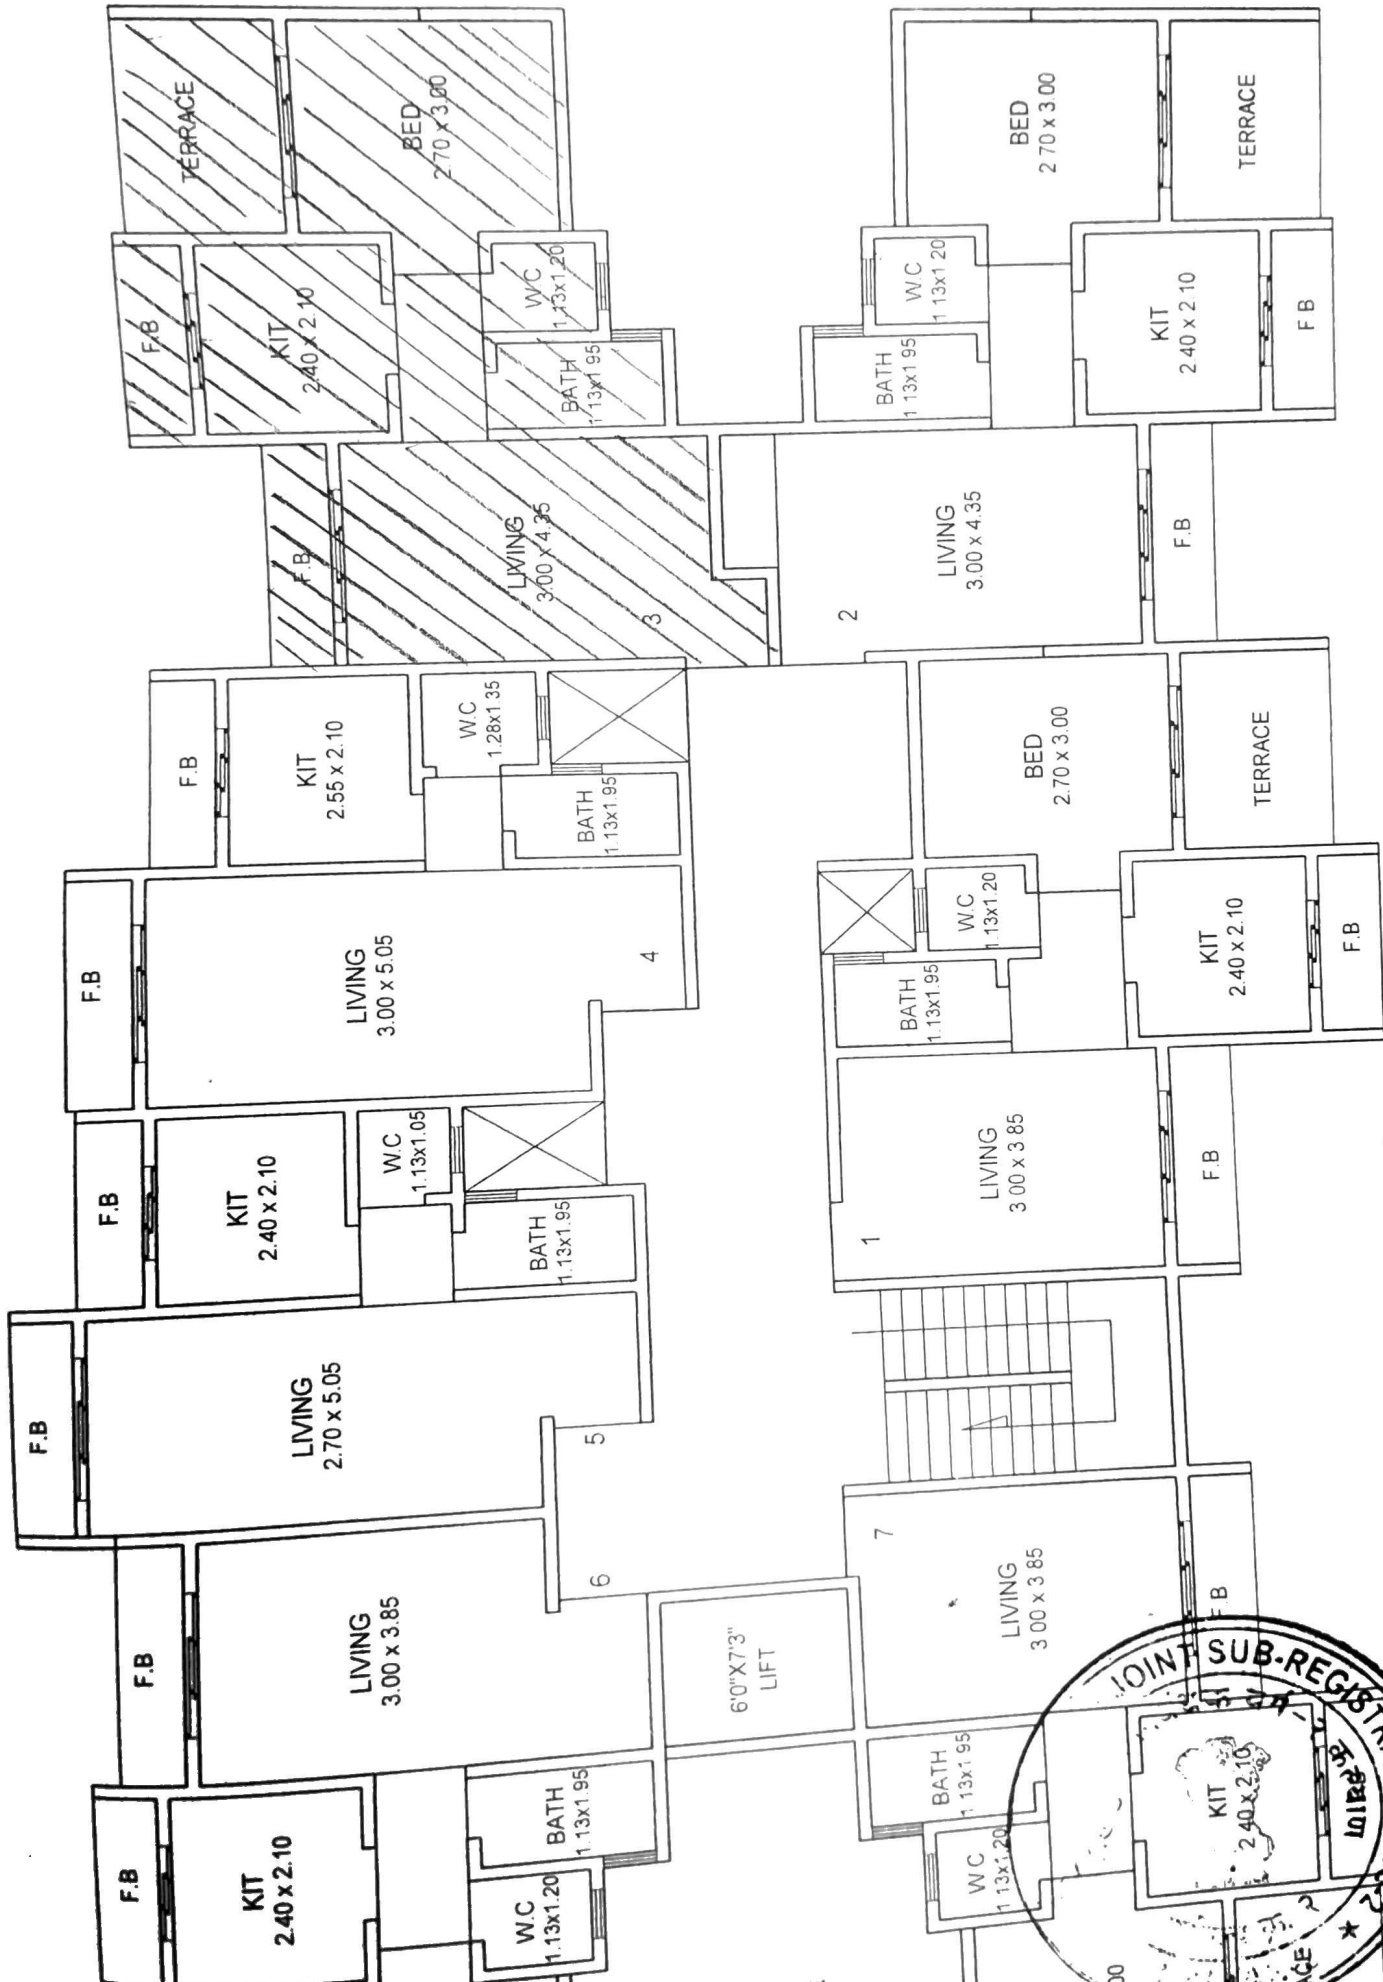 TERRACE
BED
2.70 x 3.00
F.B
KIT
2.40 x 2.10
W.C
1.13x1.20
BATH
1.13x1.95
F.B
LIVING
3.00 x 4.35
3
BED
2.70 x 3.00
TERRACE
W.C
1.13x1.20
BATH
1.13x1.95
KIT
2.40 x 2.10
F.B
LIVING
3.00 x 4.35
2
F.B
F.B
KIT
2.55 x 2.10
W.C
1.28x1.35
BATH
1.13x1.95
F.B
LIVING
3.00 x 5.05
4
BED
2.70 x 3.00
TERRACE
W.C
1.13x1.20
BATH
1.13x1.95
KIT
2.40 x 2.10
F.B
LIVING
3.00 x 3.85
1
F.B
F.B
KIT
2.40 x 2.10
W.C
1.13x1.05
BATH
1.13x1.95
F.B
LIVING
2.70 x 5.05
5
F.B
LIVING
3.00 x 3.85
6
6'0"X7'3"
LIFT
7
LIVING
3.00 x 3.85
F.B
F.B
KIT
2.40 x 2.10
BATH
1.13x1.95
W.C
1.13x1.20
BATH
1.13x1.95
W.C
1.13x1.20
KIT
2.40 x 2.10
JOINT SUB-REGISTR
ACE
00